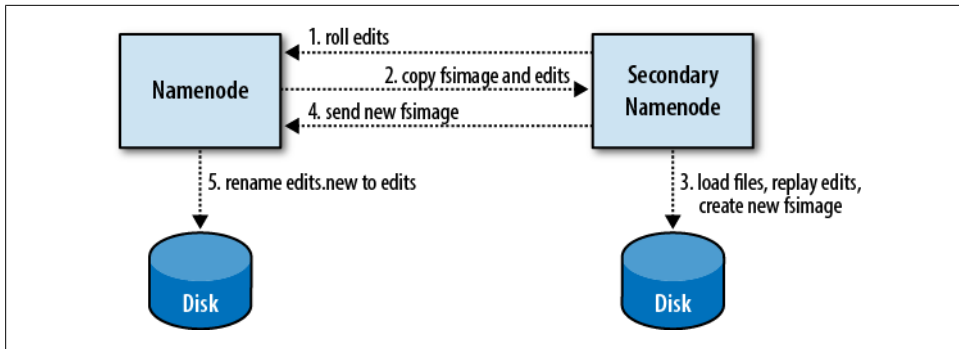 1. roll edits
Namenode
2. copy fsimage and edits
Secondary
Namenode
4. send new fsimage
5. rename edits.new to edits
3. load files, replay edits,
create new fsimage
Disk
Disk